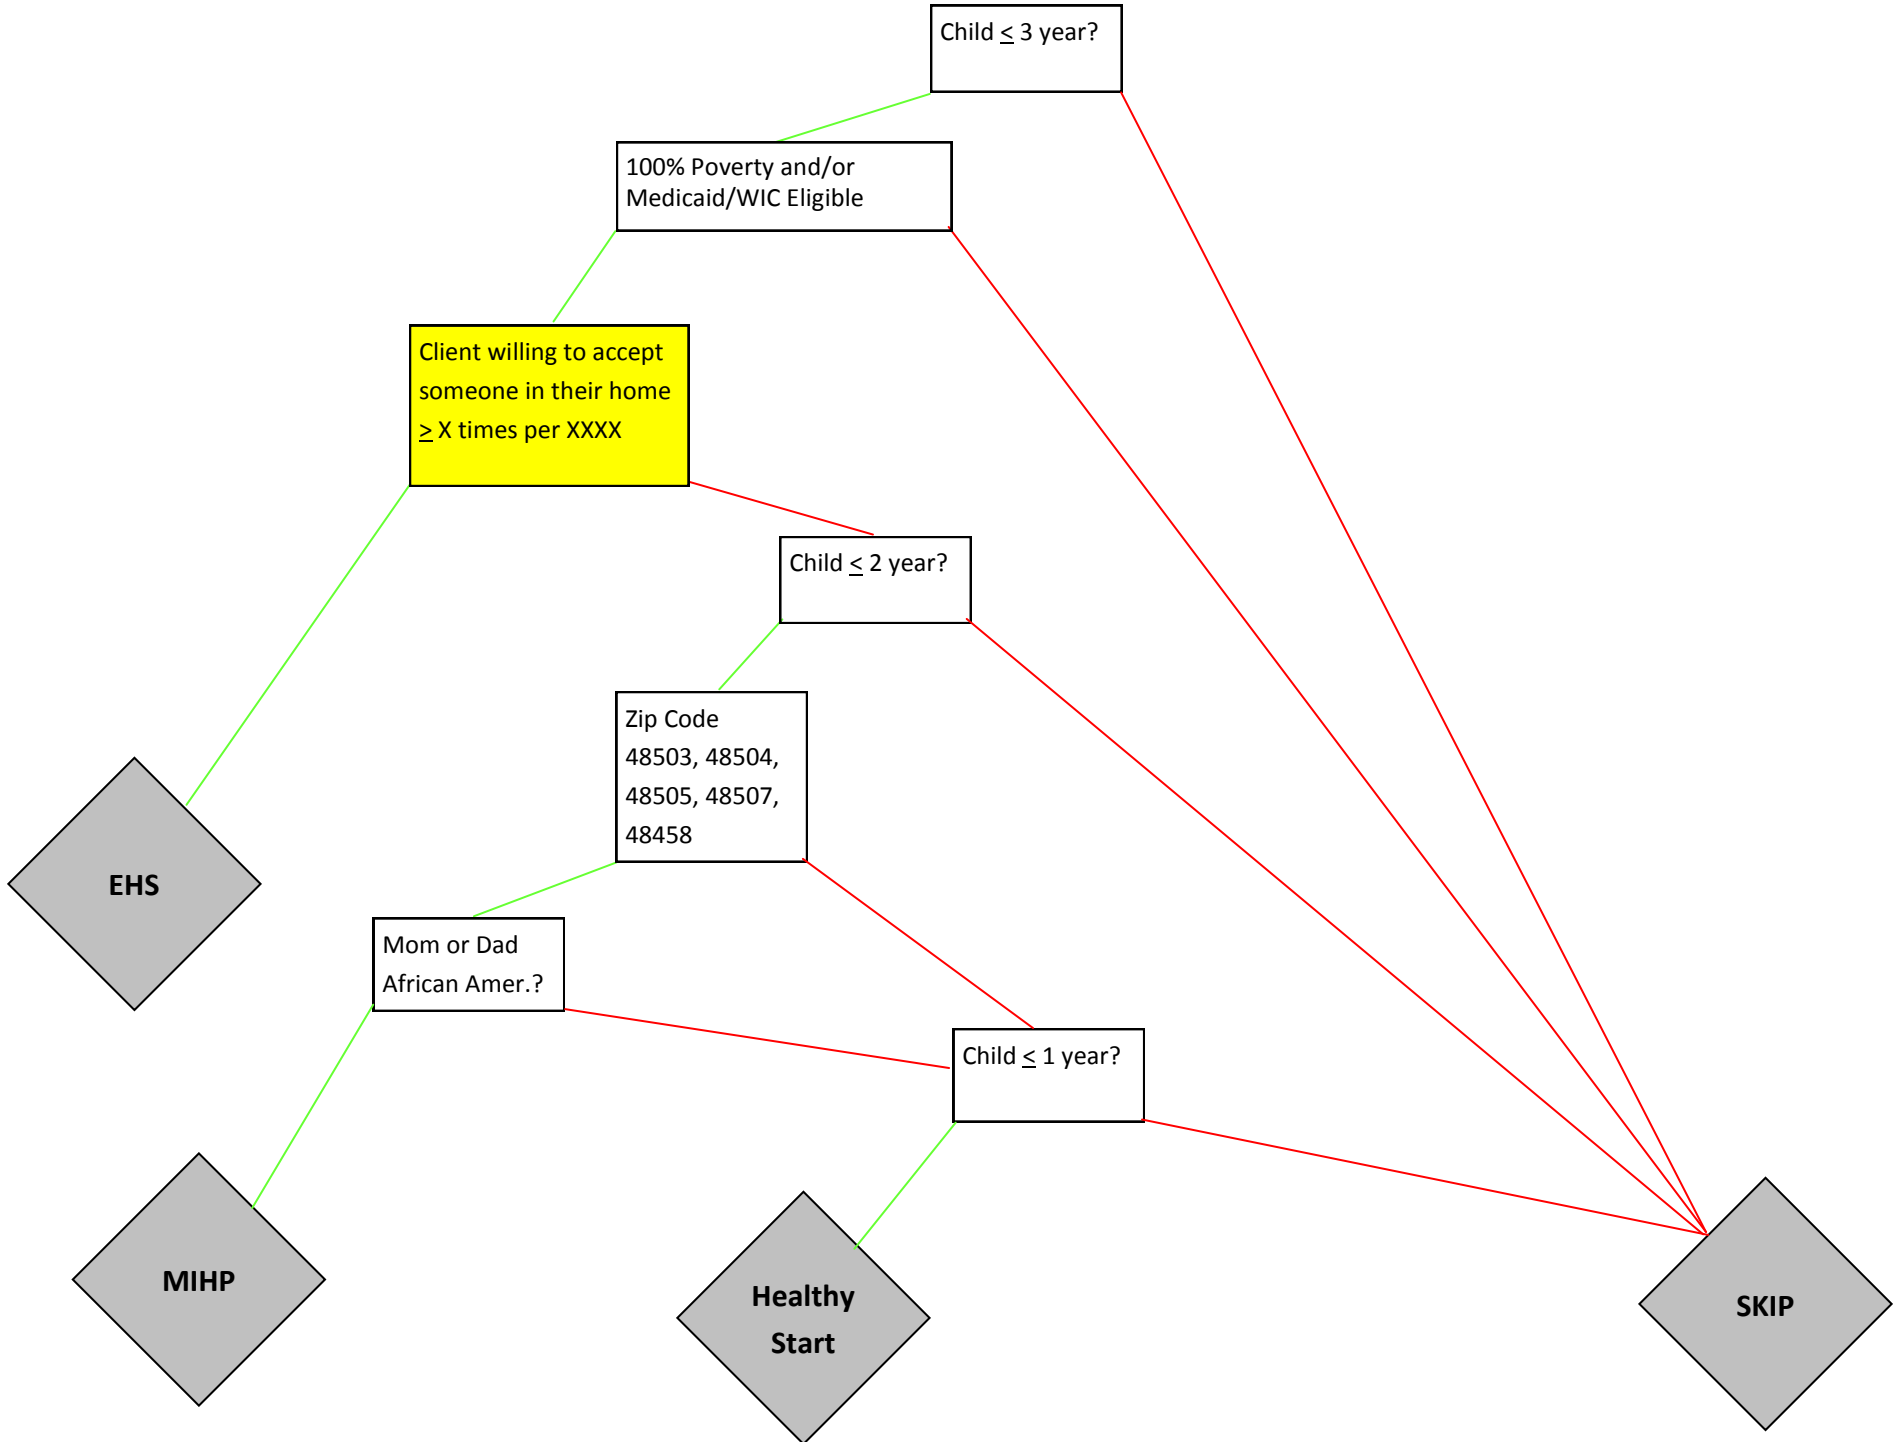 Child ≤ 3 year?
100% Poverty and/or
Medicaid/WIC Eligible
Client willing to accept
someone in their home
≥ X times per XXXX
Child ≤ 2 year?
Zip Code
48503, 48504,
48505, 48507,
48458
EHS
Mom or Dad
African Amer.?
Child ≤ 1 year?
MIHP
Healthy
Start
SKIP